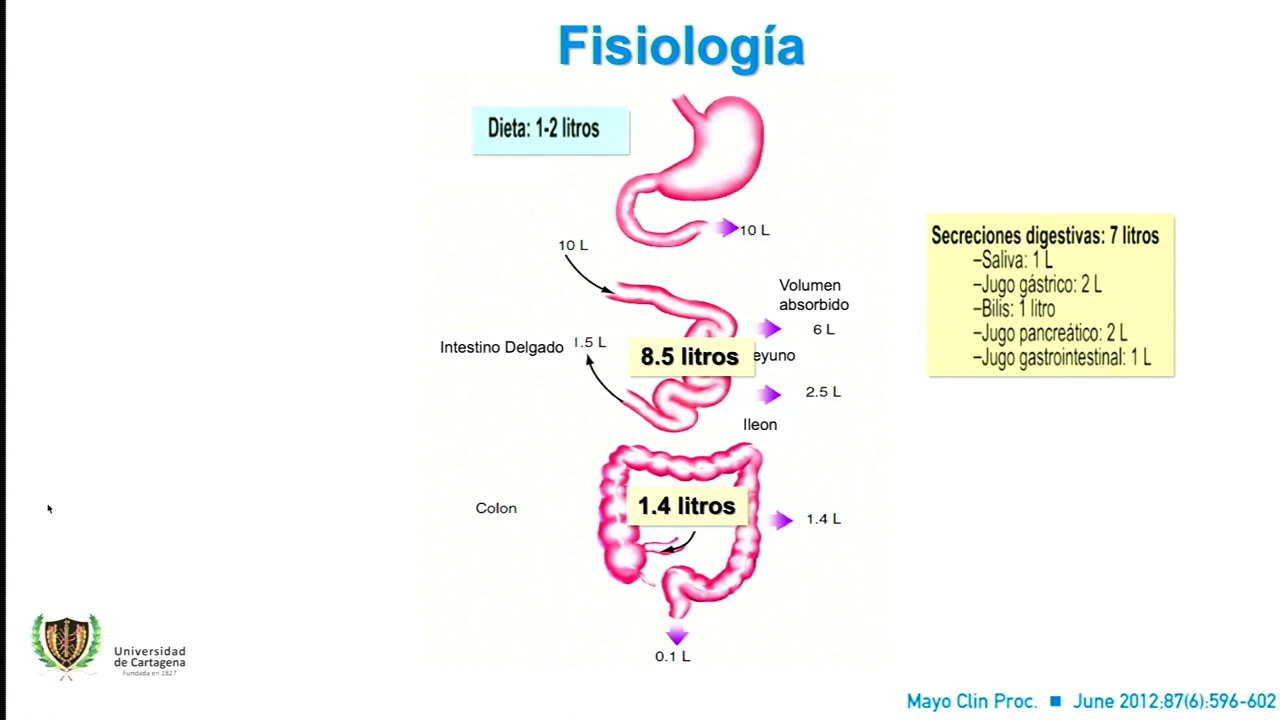 Fisiología
Dieta: 1-2 litros
10 L
10 L
Secreciones digestivas: 7 litros
–Saliva: 1 L
–Jugo gástrico: 2 L
–Bilis: 1 litro
–Jugo pancreático: 2 L
–Jugo gastrointestinal: 1 L
Volumen
absorbido
6 L
Intestino Delgado
1.5 L
8.5 litros
eyuno
2.5 L
Ileon
Colon
1.4 litros
1.4 L
0.1 L
Universidad
de Cartagena
Fundada en 1827
Mayo Clin Proc. ■ June 2012;87(6):596-602